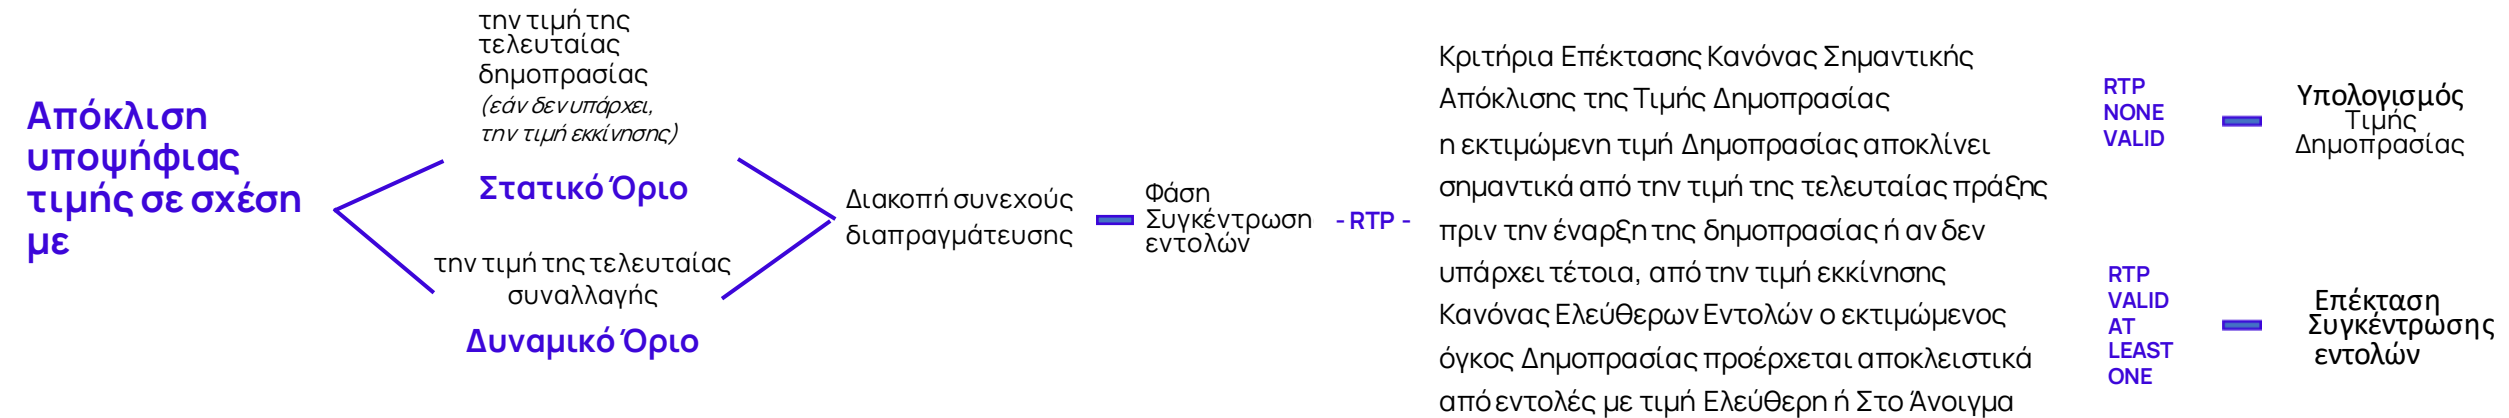 Απόκλιση
υποψήφιας
τιμής σε σχέση
με
την τιμή της
τελευταίας
δημοπρασίας
(εάν δεν υπάρχει,
την τιμή εκκίνησης)
Στατικό Όριο
την τιμή της τελευταίας
συναλλαγής
Δυναμικό Όριο
Διακοπή συνεχούς
διαπραγμάτευσης
Φάση
Συγκέντρωση
εντολών
- RTP -
Κριτήρια Επέκτασης Κανόνας Σημαντικής
Απόκλισης της Τιμής Δημοπρασίας
η εκτιμώμενη τιμή Δημοπρασίας αποκλίνει
σημαντικά από την τιμή της τελευταίας πράξης
πριν την έναρξη της δημοπρασίας ή αν δεν
υπάρχει τέτοια, από την τιμή εκκίνησης
Κανόνας Ελεύθερων Εντολών ο εκτιμώμενος
όγκος Δημοπρασίας προέρχεται αποκλειστικά
από εντολές με τιμή Ελεύθερη ή Στο Άνοιγμα
RTP
NONE
VALID
Υπολογισμός
Τιμής
Δημοπρασίας
RTP
VALID
AT
LEAST
ONE
Επέκταση
Συγκέντρωσης
εντολών